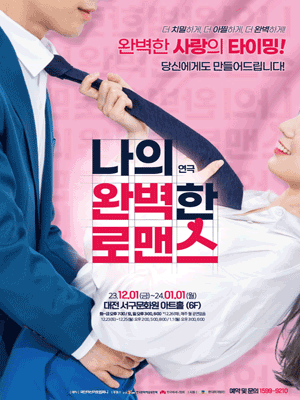 더 치밀하게, 더 아찔하게, 더 완벽하게!
완벽한 사랑의 타이밍!
당신에게도 만들어드립니다!
나의 연극
완벽한
로맨스
23.12.01(금)~24.01.01(월)
대전 서구문화원 아트홀 (6F)
예약 및 문의 1599-9210